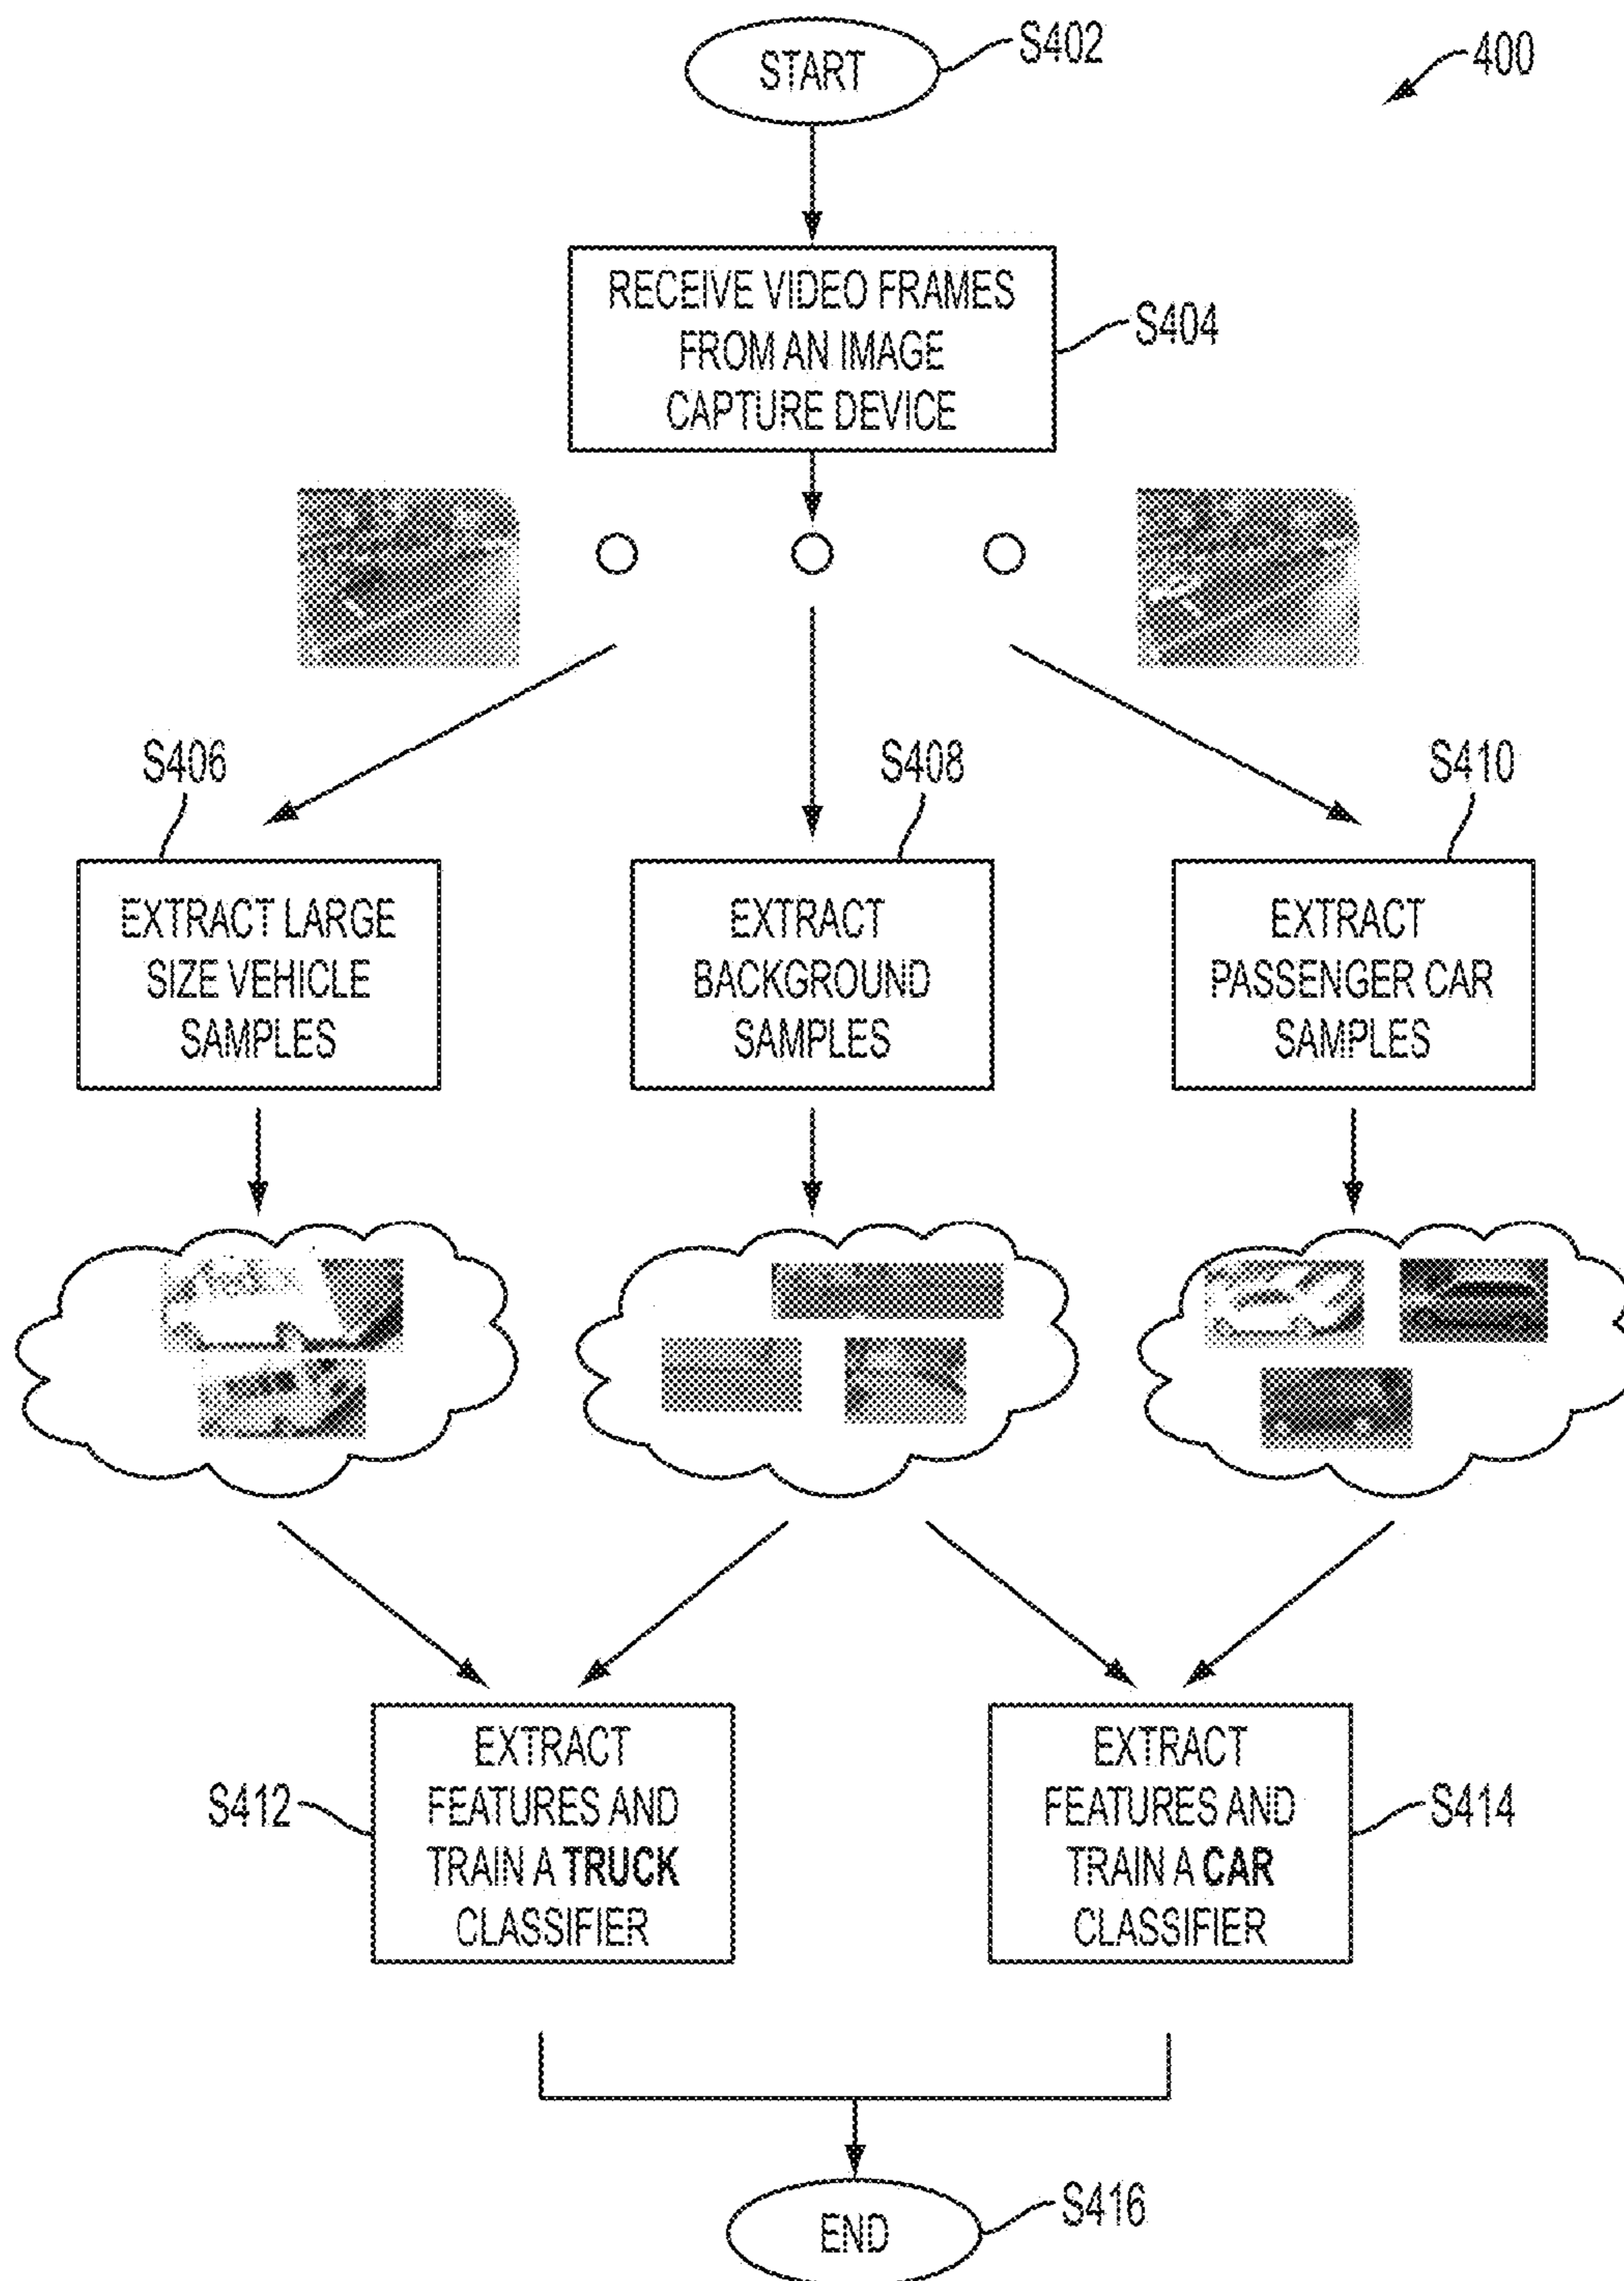 START
S402
400
RECEIVE VIDEO FRAMES
FROM AN IMAGE
CAPTURE DEVICE
S404
S406
S408
S410
EXTRACT LARGE
SIZE VEHICLE
SAMPLES
EXTRACT
BACKGROUND
SAMPLES
EXTRACT
PASSENGER CAR
SAMPLES
S412
EXTRACT
FEATURES AND
TRAIN A TRUCK
CLASSIFIER
EXTRACT
FEATURES AND
TRAIN A CAR
CLASSIFIER
S414
END
S416